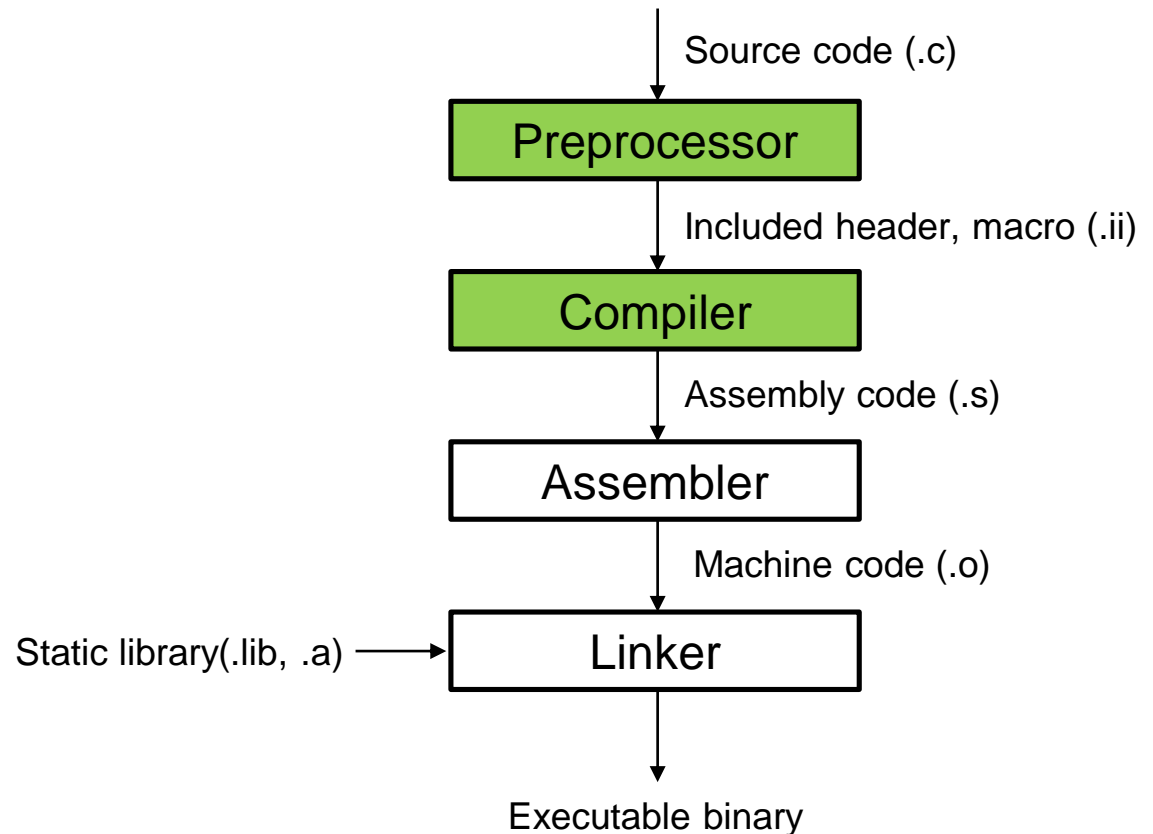 Source code (.c)
Preprocessor
Included header, macro (.ii)
Compiler
Assembly code (.s)
Assembler
Machine code (.o)
Static library(.lib, .a)
Linker
Executable binary